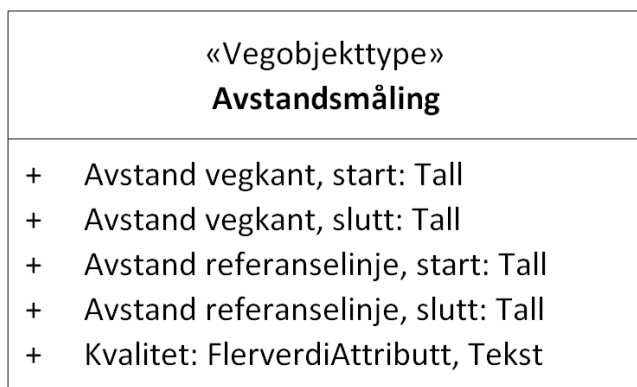 «Vegobjekttype»
Avstandsmåling
+ Avstand vegkant, start: Tall
+ Avstand vegkant, slutt: Tall
+ Avstand referanselinje, start: Tall
+ Avstand referanselinje, slutt: Tall
+ Kvalitet: FlerverdiAttributt, Tekst